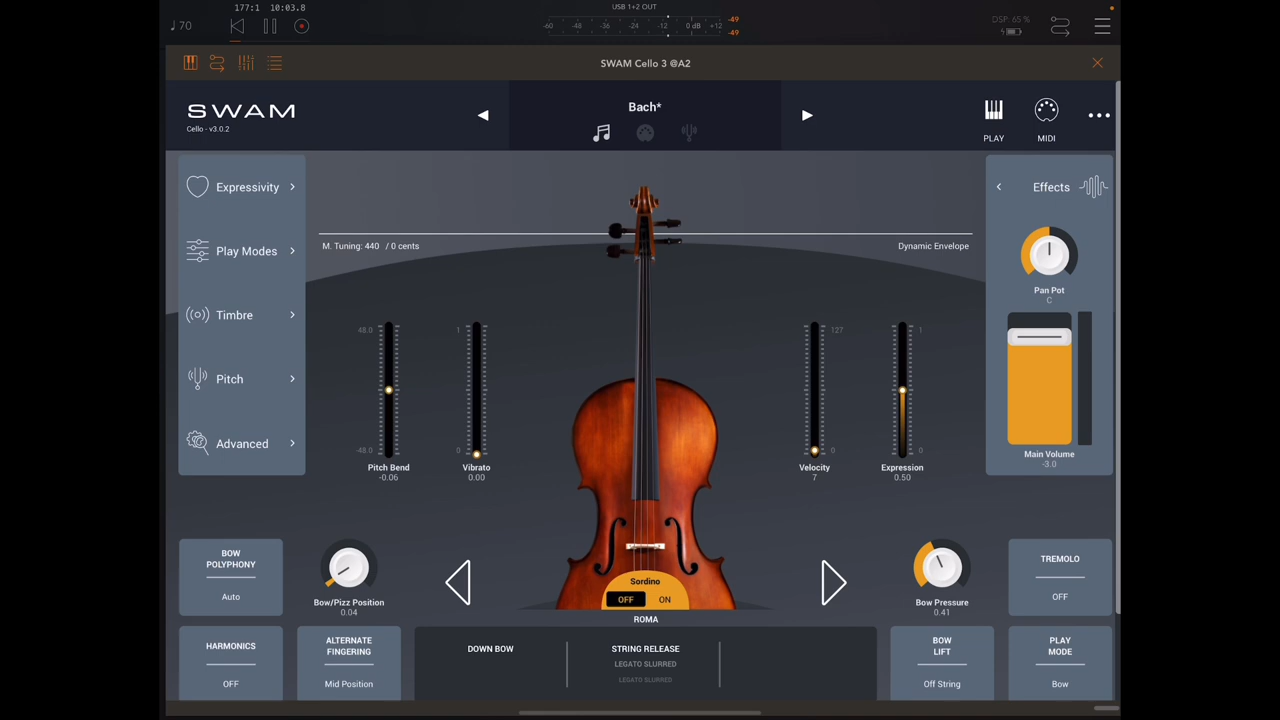 177:1 10:03.8
USB 1+2 OUT
♩70
-60 -48 -36 -24 -12 0 dB +12
-49
-49
DSP: 65 %
SWAM Cello 3 @A2
SWAM
Cello - v3.0.2
Bach*
PLAY
MIDI
Expressivity
Play Modes
Timbre
Pitch
Advanced
M. Tuning: 440 / 0 cents
Dynamic Envelope
Effects
Pan Pot
C
Main Volume
-3.0
48.0
-48.0
Pitch Bend
-0.06
1
0
Vibrato
0.00
127
0
Velocity
7
1
0
Expression
0.50
BOW
POLYPHONY
Auto
Bow/Pizz Position
0.04
Sordino
OFF ON
ROMA
Bow Pressure
0.41
TREMOLO
OFF
HARMONICS
OFF
ALTERNATE
FINGERING
Mid Position
DOWN BOW
STRING RELEASE
LEGATO SLURRED
LEGATO SLURRED
BOW
LIFT
Off String
PLAY
MODE
Bow